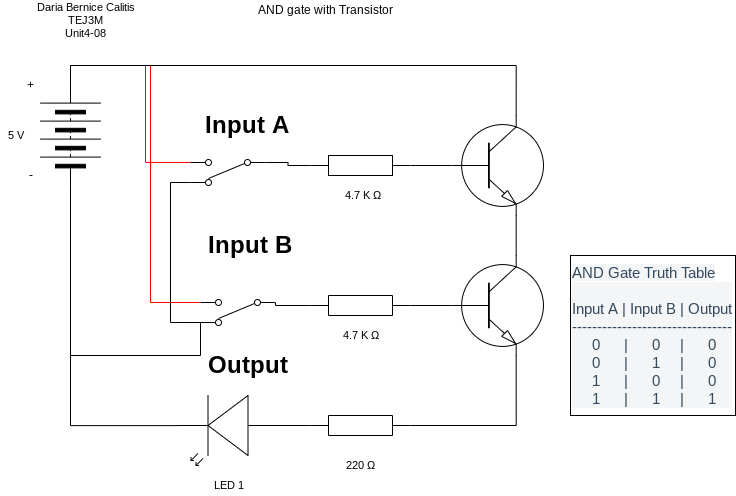 Daria Bernice Calitis
TEJ3M
Unit4-08
AND gate with Transistor
+
5 V
-
Input A
4.7 K Ω
Input B
4.7 K Ω
Output
220 Ω
LED 1
AND Gate Truth Table
Input A | Input B | Output
--------------------------------
0 | 0 | 0
0 | 1 | 0
1 | 0 | 0
1 | 1 | 1